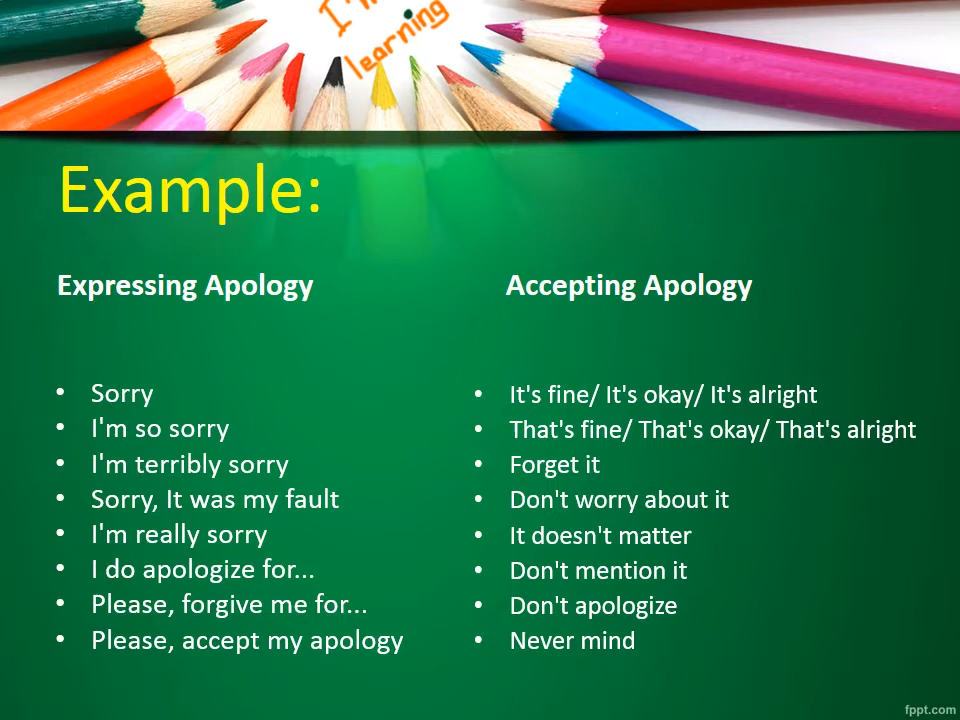 I'm
learning
Example:
Expressing Apology
Sorry
I'm so sorry
I'm terribly sorry
Sorry, It was my fault
I'm really sorry
I do apologize for...
Please, forgive me for...
Please, accept my apology
Accepting Apology
It's fine/ It's okay/ It's alright
That's fine/ That's okay/ That's alright
Forget it
Don't worry about it
It doesn't matter
Don't mention it
Don't apologize
Never mind
fppt.com